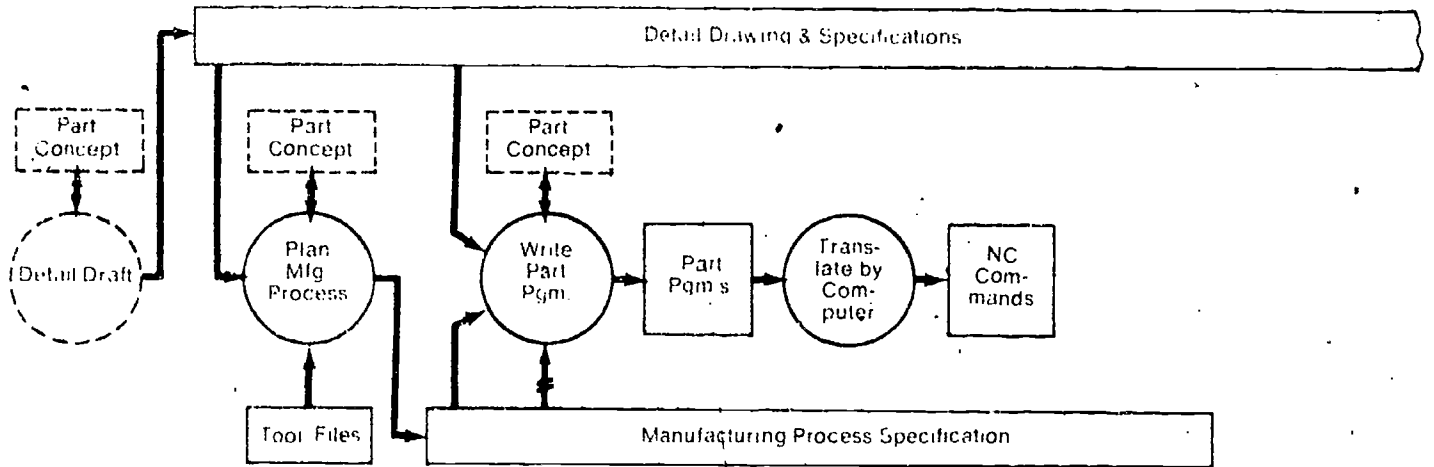 Detail Drawing & Specifications
Part
Concept
Part
Concept
Part
Concept
Detail Draft
Plan
Mfg
Process
Write
Part
Pgm.
Part
Pgm s
Trans-
late by
Com-
puter
NC
Com-
mands
Tool Files
Manufacturing Process Specification